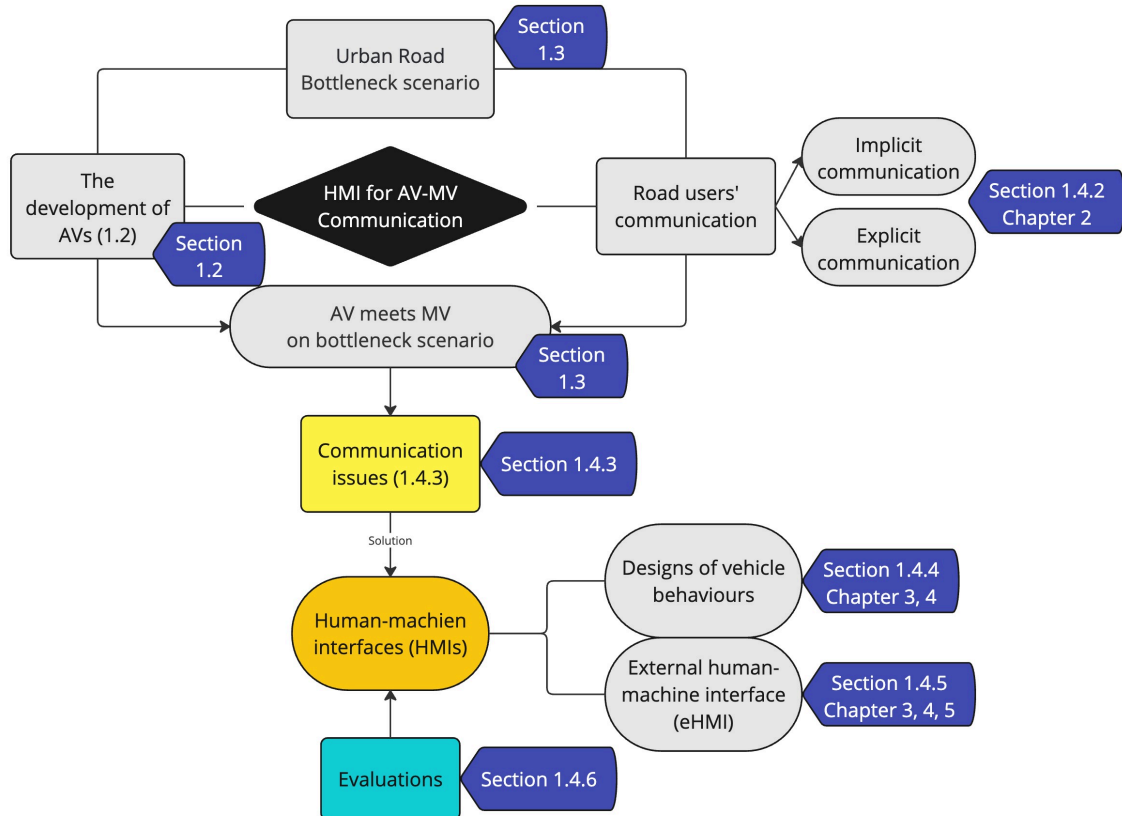 Section
1.3
Urban Road
Bottleneck scenario
The
development of
AVs (1.2)
Section
1.2
HMI for AV-MV
Communication
Road users'
communication
Implicit
communication
Explicit
communication
Section 1.4.2
Chapter 2
AV meets MV
on bottleneck scenario
Section
1.3
Communication
issues (1.4.3)
Section 1.4.3
Solution
Human-machien
interfaces (HMIs)
Designs of vehicle
behaviours
Section 1.4.4
Chapter 3, 4
External human-
machine interface
(eHMI)
Section 1.4.5
Chapter 3, 4, 5
Evaluations
Section 1.4.6